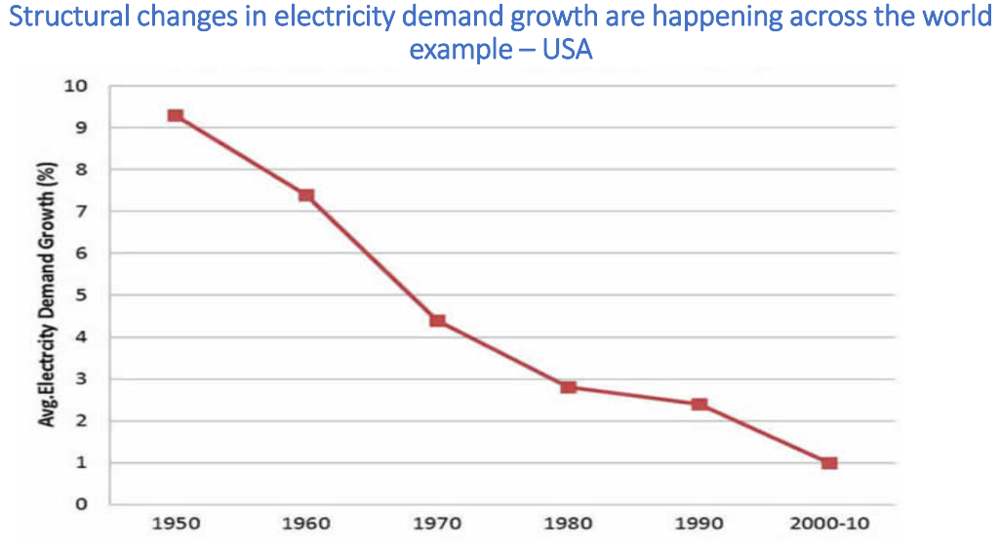 Structural changes in electricity demand growth are happening across the world
example – USA
10
9
8
7
6
5
4
3
2
1
0
Avg.Electrcity Demand Growth (%)
1950 1960 1970 1980 1990 2000-10